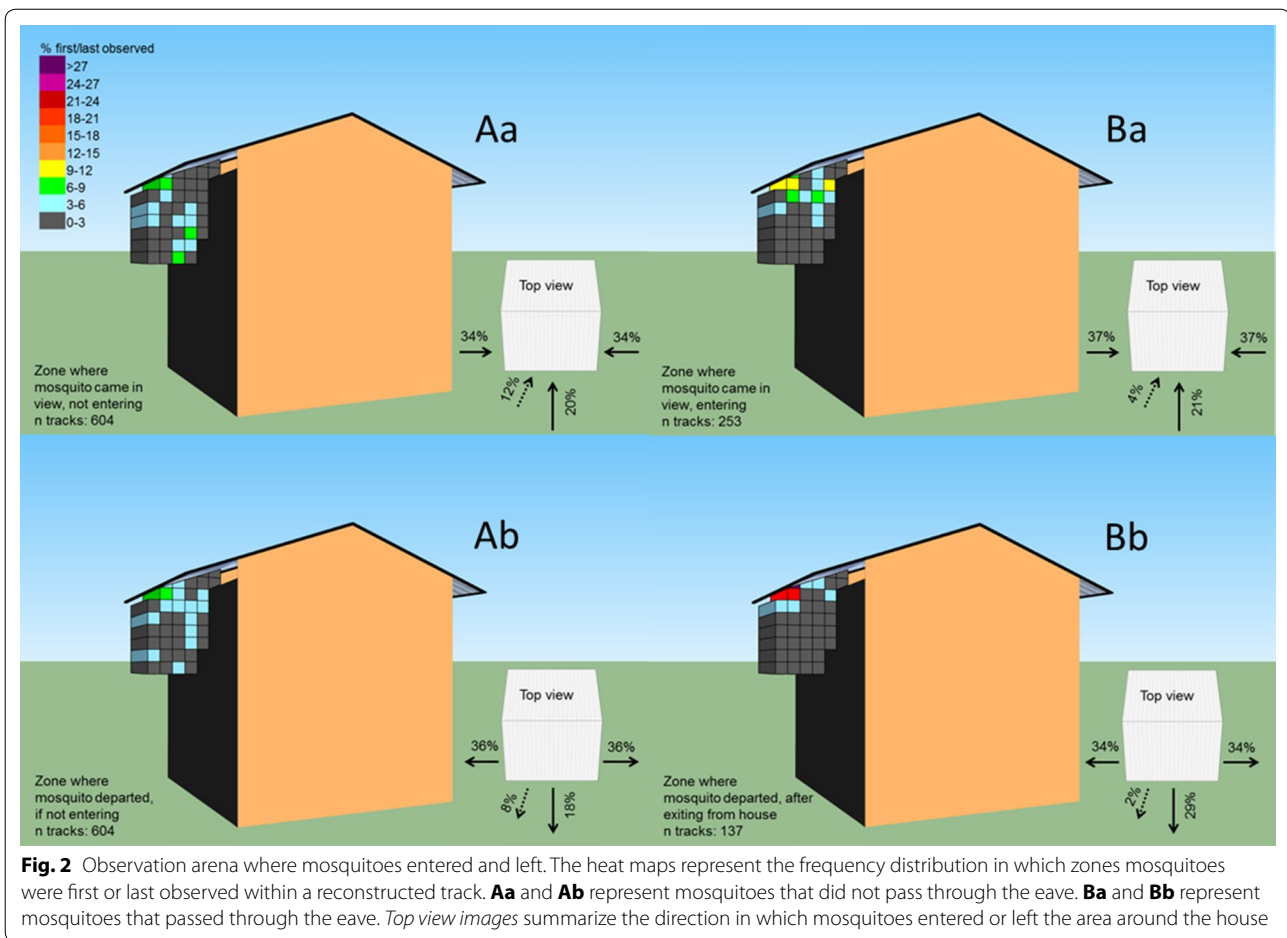 % first/last observed
>27
24-27
21-24
18-21
15-18
12-15
9-12
6-9
3-6
0-3
Aa
Top view
34%
34%
12%
20%
Zone where
mosquito came in
view, not entering
n tracks: 604
Ba
Top view
37%
37%
4%
21%
Zone where
mosquito came in
view, entering
n tracks: 253
Ab
Top view
36%
36%
8%
18%
Zone where
mosquito departed,
if not entering
n tracks: 604
Bb
Top view
34%
34%
2%
29%
Zone where
mosquito departed, after
exiting from house
n tracks: 137
Fig. 2 Observation arena where mosquitoes entered and left. The heat maps represent the frequency distribution in which zones mosquitoes
were first or last observed within a reconstructed track. Aa and Ab represent mosquitoes that did not pass through the eave. Ba and Bb represent
mosquitoes that passed through the eave. Top view images summarize the direction in which mosquitoes entered or left the area around the house